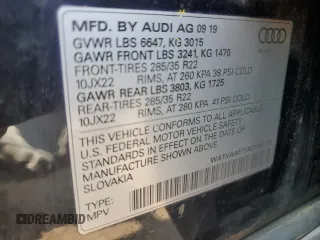 MFD. BY AUDI AG 09 19
GVWR LBS 6647, KG 3015
GAWR FRONT LBS 3241, KG 1470
FRONT-TIRES 285/35 R22
10JX22 RIMS, AT 260 KPA 38 PSI COLD
GAWR REAR LBS 3803, KG 1725
REAR-TIRES 285/35 R22
10JX22 RIMS, AT 280 KPA 41 PSI COLD
THIS VEHICLE CONFORMS TO ALL APPLICABLE
U.S. FEDERAL MOTOR VEHICLE SAFETY
STANDARDS IN EFFECT ON THE DATE OF
MANUFACTURE SHOWN ABOVE.
SLOVAKIA
TYPE:
MPV
DREAMBID